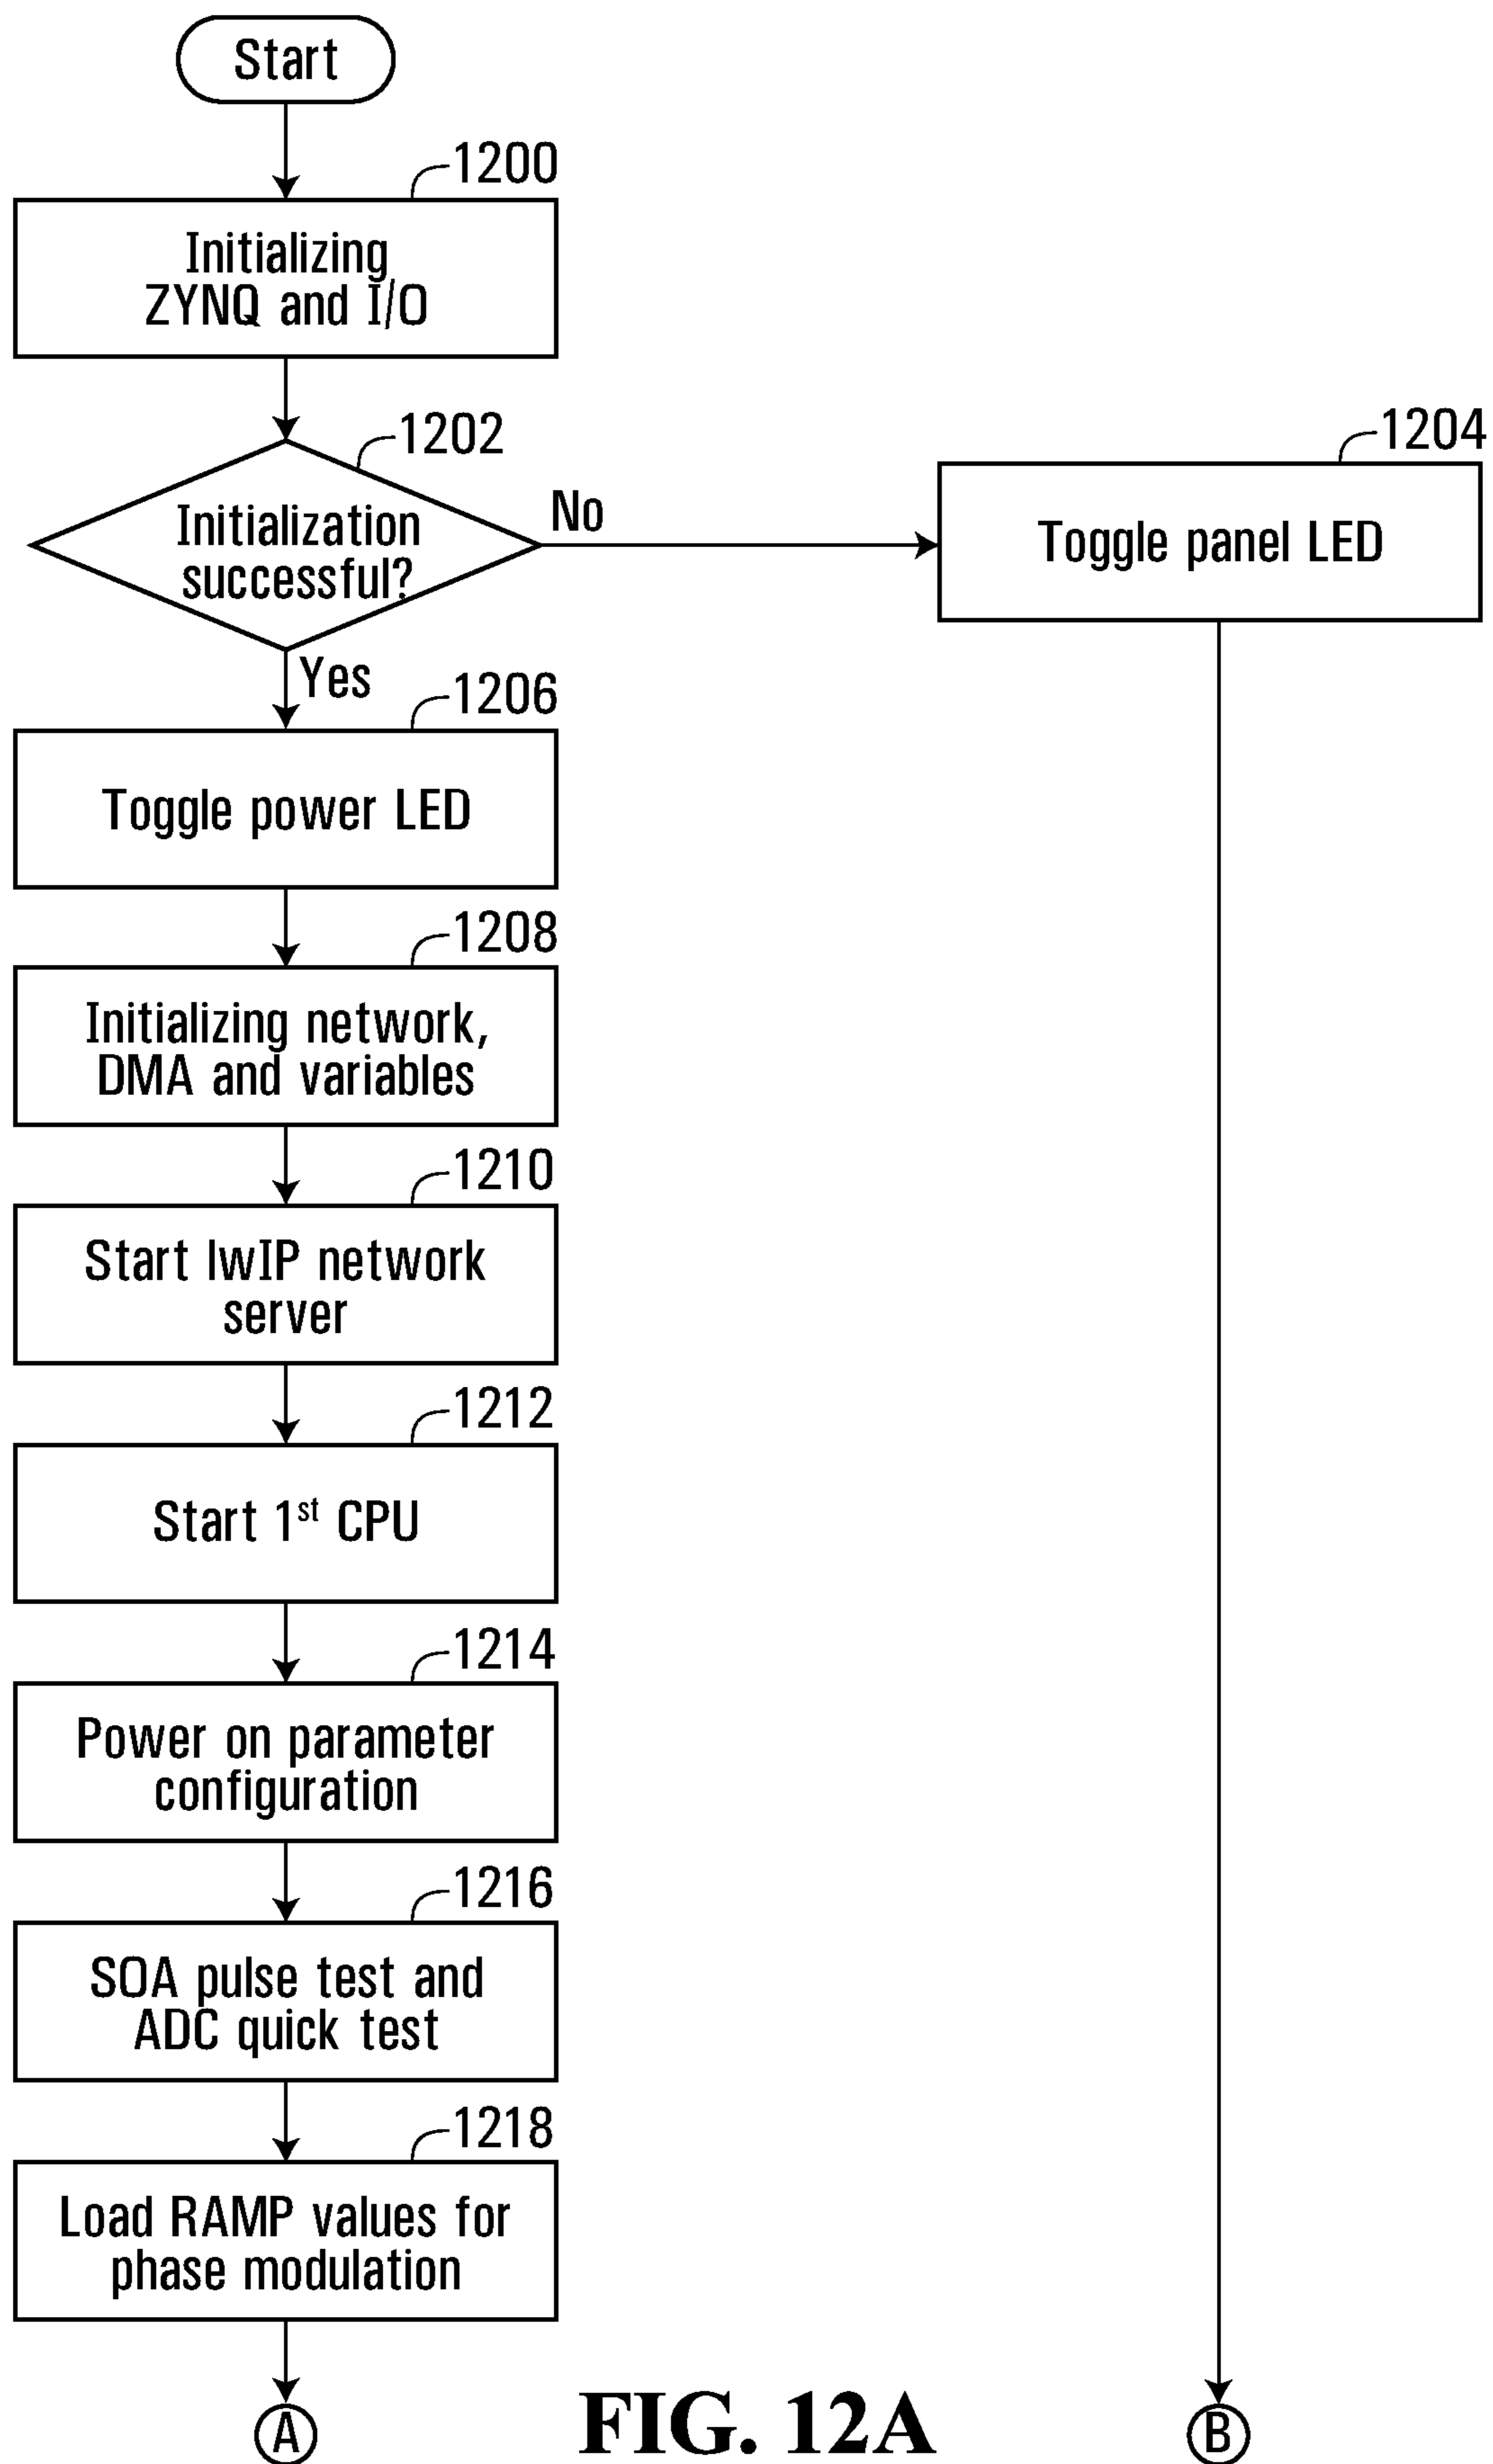 Start
1200
Initializing
ZYNQ and I/O
1202
Initialization
successful?
No
1204
Toggle panel LED
Yes
1206
Toggle power LED
1208
Initializing network,
DMA and variables
1210
Start lwIP network
server
1212
Start 1st CPU
1214
Power on parameter
configuration
1216
SOA pulse test and
ADC quick test
1218
Load RAMP values for
phase modulation
A
FIG. 12A
B